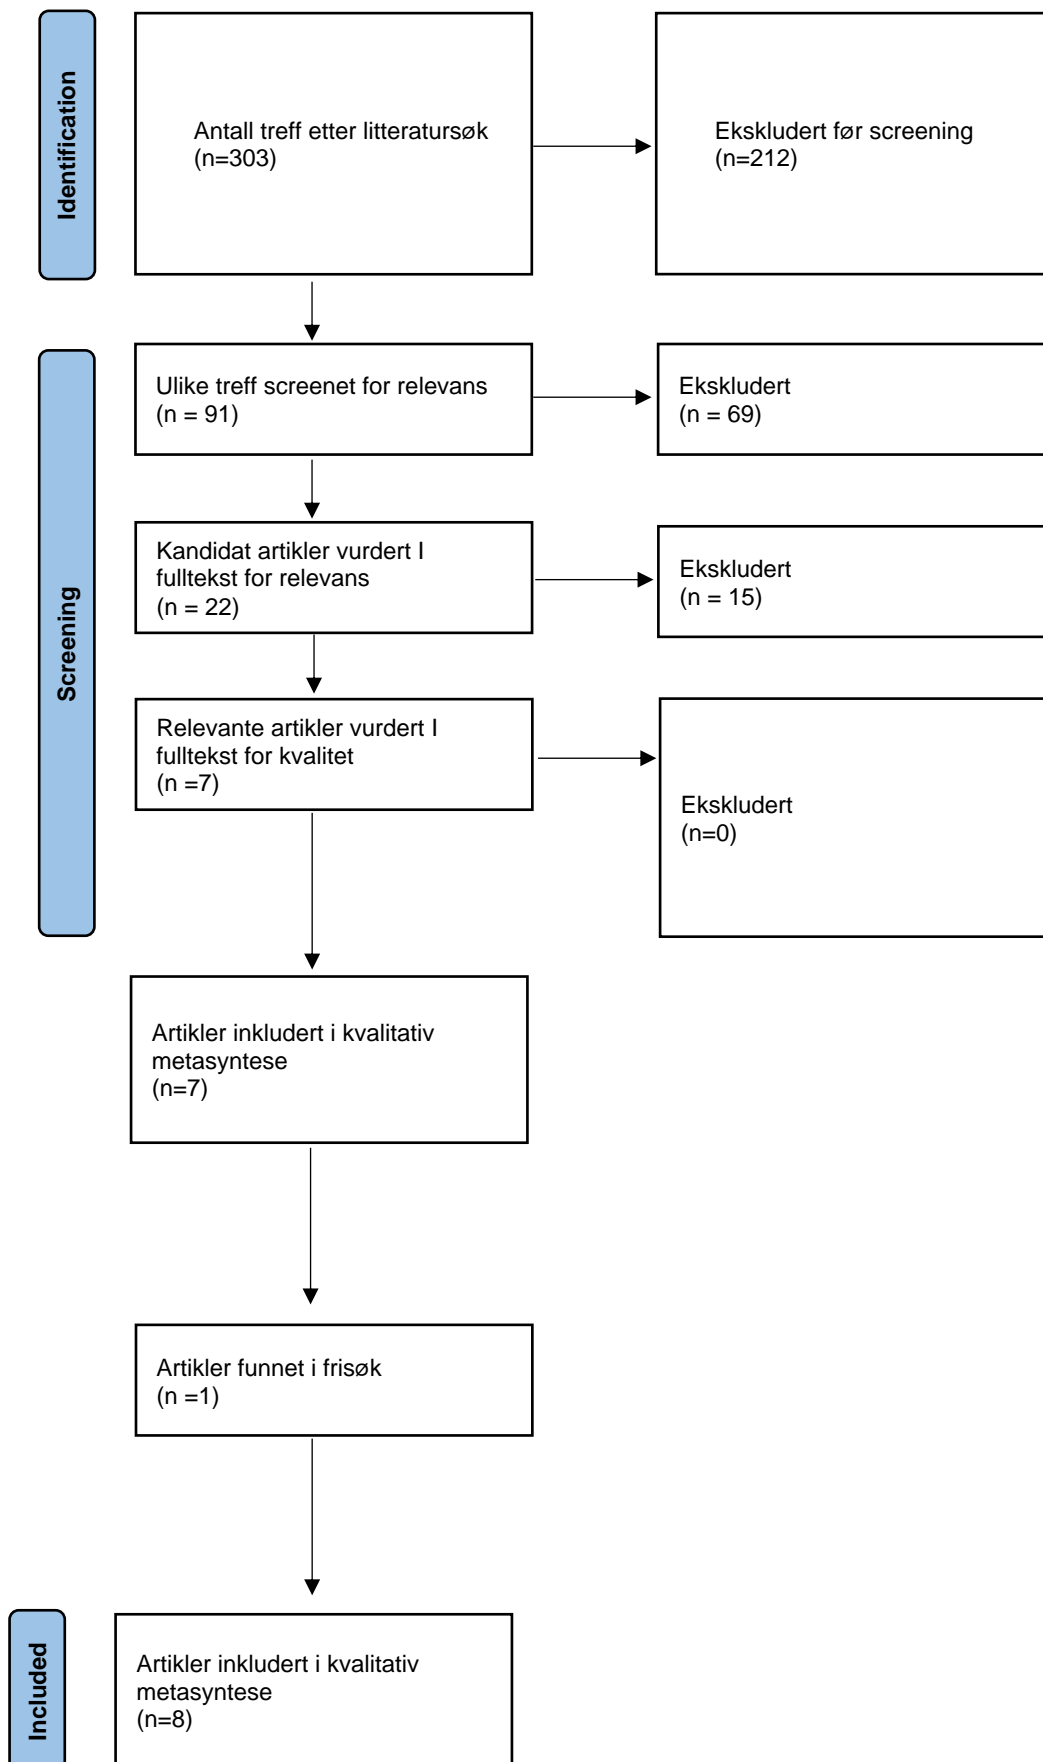 Identification
Antall treff etter litteratursøk
(n=303)
Ekskludert før screening
(n=212)
Screening
Ulike treff screenet for relevans
(n = 91)
Ekskludert
(n = 69)
Kandidat artikler vurdert I
fulltekst for relevans
(n = 22)
Ekskludert
(n = 15)
Relevante artikler vurdert I
fulltekst for kvalitet
(n =7)
Ekskludert
(n=0)
Artikler inkludert i kvalitativ
metasyntese
(n=7)
Artikler funnet i frisøk
(n =1)
Included
Artikler inkludert i kvalitativ
metasyntese
(n=8)